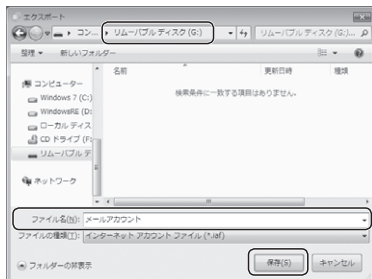 エクスポート
コン... ▸ リムーバブル ディスク (G:)
リムーバブル ディスク (G:)...
整理 ▾ 新しいフォルダー
名前 更新日時 種類
検索条件に一致する項目はありません。
コンピューター
Windows 7 (C:)
WindowsRE (D:
ローカル ディス
CD ドライブ (F:
リムーバブル デ
ネットワーク
ファイル名(N): メールアカウント
ファイルの種類(T): インターネット アカウント ファイル (*.iaf)
フォルダーの非表示 保存(S) キャンセル